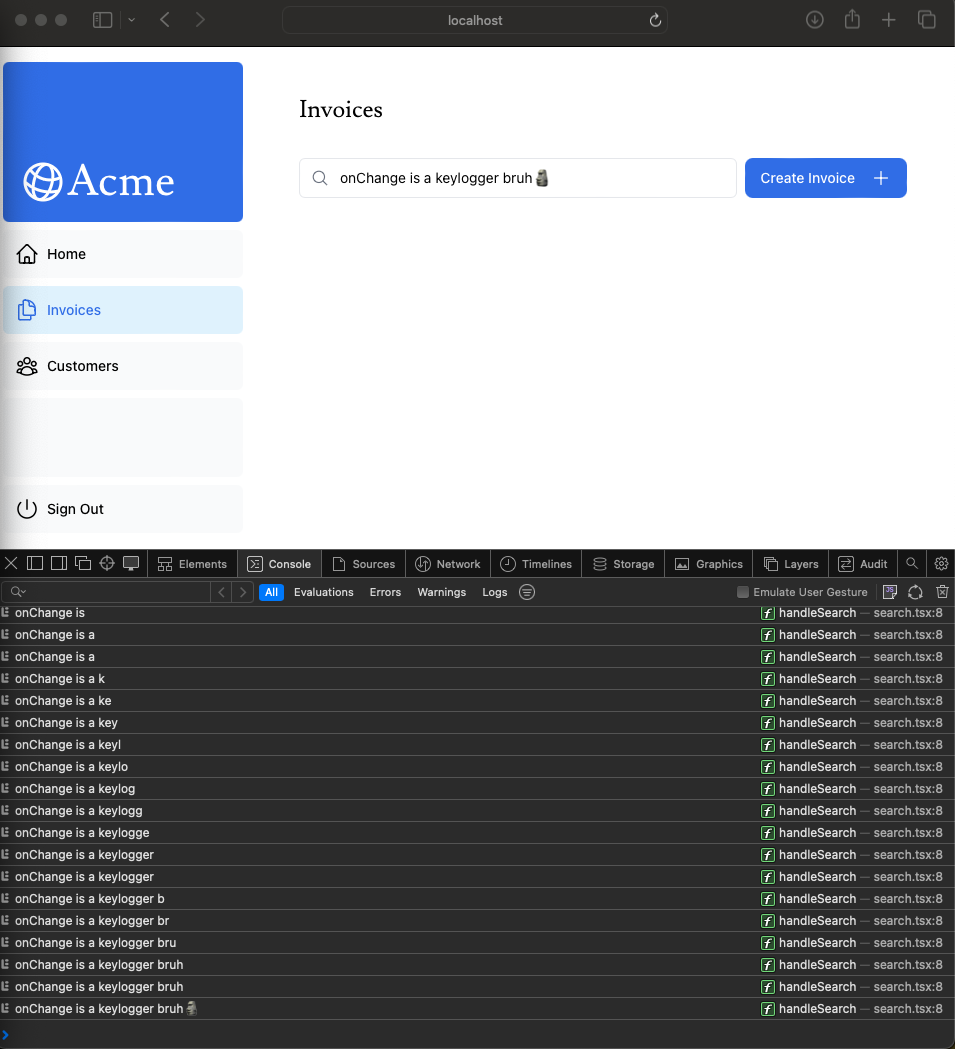 localhost
Acme
Invoices
onChange is a keylogger bruh🗿
Create Invoice
Home
Invoices
Customers
Sign Out
Elements Console Sources Network Timelines Storage Graphics Layers Audit
All Evaluations Errors Warnings Logs Emulate User Gesture
onChange is f handleSearch — search.tsx:8
onChange is a f handleSearch — search.tsx:8
onChange is a f handleSearch — search.tsx:8
onChange is a k f handleSearch — search.tsx:8
onChange is a ke f handleSearch — search.tsx:8
onChange is a key f handleSearch — search.tsx:8
onChange is a keyl f handleSearch — search.tsx:8
onChange is a keylo f handleSearch — search.tsx:8
onChange is a keylog f handleSearch — search.tsx:8
onChange is a keylogg f handleSearch — search.tsx:8
onChange is a keylogge f handleSearch — search.tsx:8
onChange is a keylogger f handleSearch — search.tsx:8
onChange is a keylogger f handleSearch — search.tsx:8
onChange is a keylogger b f handleSearch — search.tsx:8
onChange is a keylogger br f handleSearch — search.tsx:8
onChange is a keylogger bru f handleSearch — search.tsx:8
onChange is a keylogger bruh f handleSearch — search.tsx:8
onChange is a keylogger bruh f handleSearch — search.tsx:8
onChange is a keylogger bruh🗿 f handleSearch — search.tsx:8